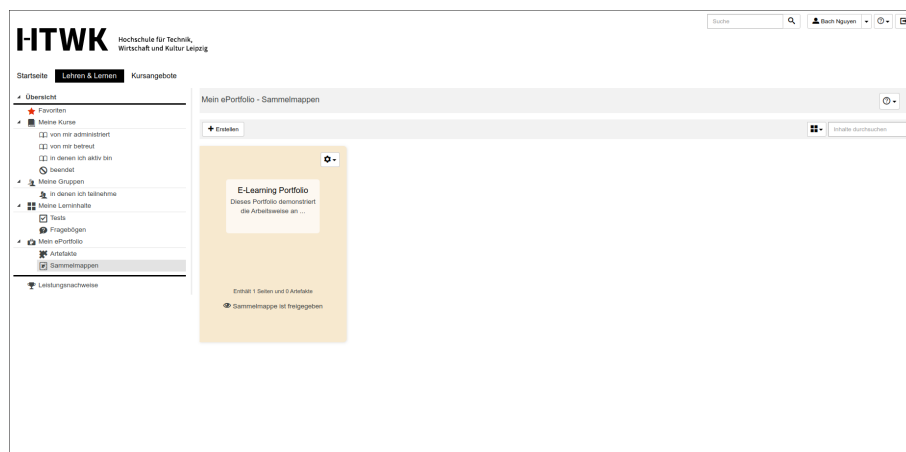 Suche
Bach Nguyen
HTWK
Hochschule für Technik,
Wirtschaft und Kultur Leipzig
Startseite
Lehren & Lernen
Kursangebote
Übersicht
Favoriten
Meine Kurse
von mir administriert
von mir betreut
in denen ich aktiv bin
beendet
Meine Gruppen
in denen ich teilnehme
Meine Lerninhalte
Tests
Fragebögen
Mein ePortfolio
Artefakte
Sammelmappen
Leistungsnachweise
Mein ePortfolio - Sammelmappen
Erstellen
Inhalte durchsuchen
E-Learning Portfolio
Dieses Portfolio demonstriert
die Arbeitsweise an ...
Enthält 1 Seiten und 0 Artefakte
Sammelmappe ist freigegeben